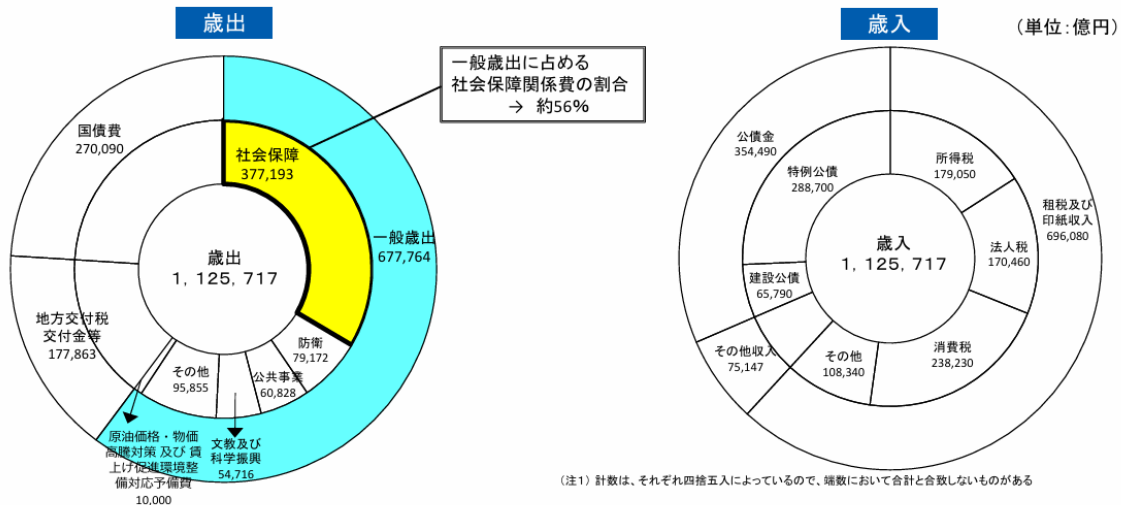 歳出
歳入
（単位：億円）
一般歳出に占める
社会保障関係費の割合
→ 約56%
国債費
270,090
社会保障
377,193
一般歳出
677,764
歳出
1，125，717
地方交付税
交付金等
177,863
防衛
79,172
公共事業
60,828
その他
95,855
文教及び
科学振興
54,716
原油価格・物価
高騰対策 及び 賃
上げ促進環境整
備対応予備費
10,000
公債金
354,490
特例公債
288,700
所得税
179,050
租税及び
印紙収入
696,080
法人税
170,460
歳入
1，125，717
建設公債
65,790
その他収入
75,147
その他
108,340
消費税
238,230
（注１） 計数は、それぞれ四捨五入によっているので、端数において合計と合致しないものがある